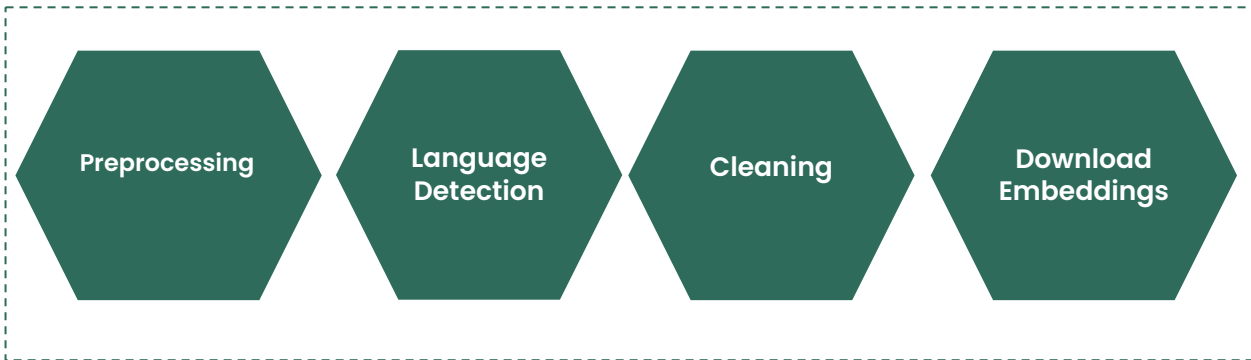 Preprocessing
Language
Detection
Cleaning
Download
Embeddings